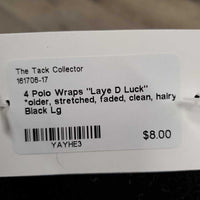 The Tack Collector
161706-17
4 Polo Wraps "Laye D Luck"
*older, stretched, faded, clean, hairy
Black Lg
$8.00
YAYHE3